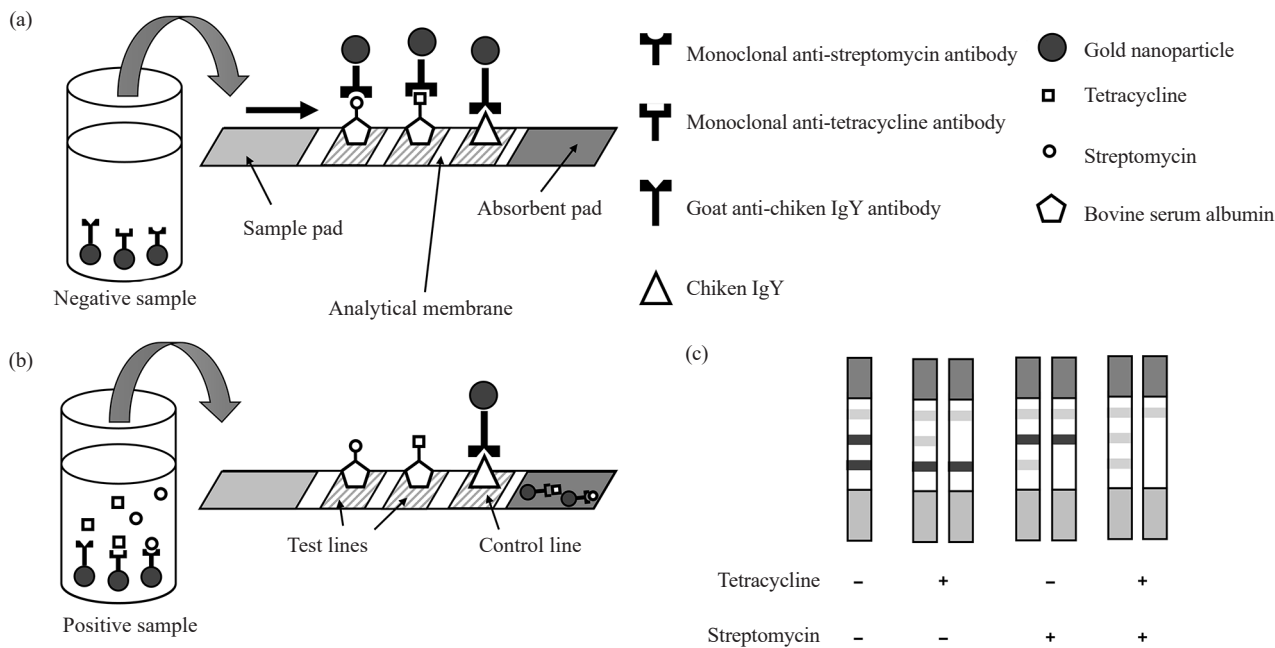 (a)
Negative sample
Sample pad
Analytical membrane
Absorbent pad
Monoclonal anti-streptomycin antibody
Monoclonal anti-tetracycline antibody
Goat anti-chiken IgY antibody
Chiken IgY
Gold nanoparticle
Tetracycline
Streptomycin
Bovine serum albumin
(b)
Positive sample
Test lines
Control line
(c)
Tetracycline – + – +
Streptomycin – – + +